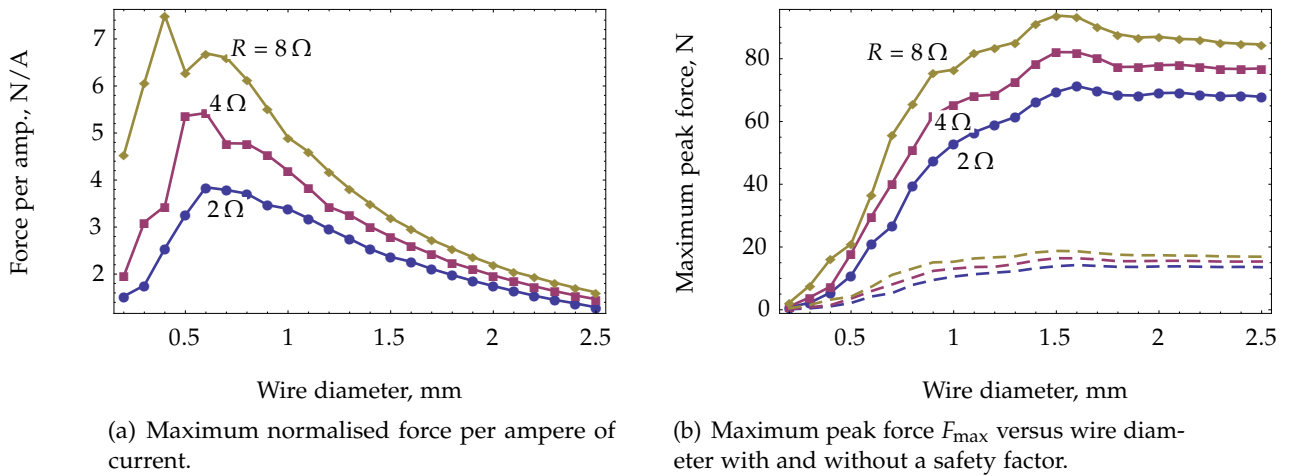 7
6
5
4
3
2
0.5
1
1.5
2
2.5
Force per amp., N/A
Wire diameter, mm
R = 8 Ω
4 Ω
2 Ω
(a) Maximum normalised force per ampere of
current.
80
60
40
20
0
0.5
1
1.5
2
2.5
Maximum peak force, N
Wire diameter, mm
R = 8 Ω
4 Ω
2 Ω
(b) Maximum peak force Fmax versus wire diam-
eter with and without a safety factor.